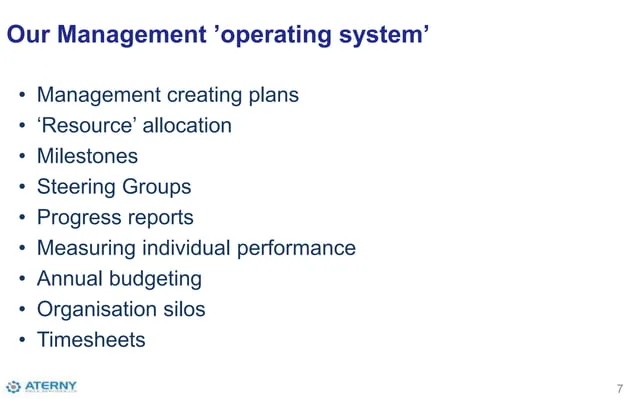 Our Management ’operating system’
• Management creating plans
• ‘Resource’ allocation
• Milestones
• Steering Groups
• Progress reports
• Measuring individual performance
• Annual budgeting
• Organisation silos
• Timesheets
ATERNY
7